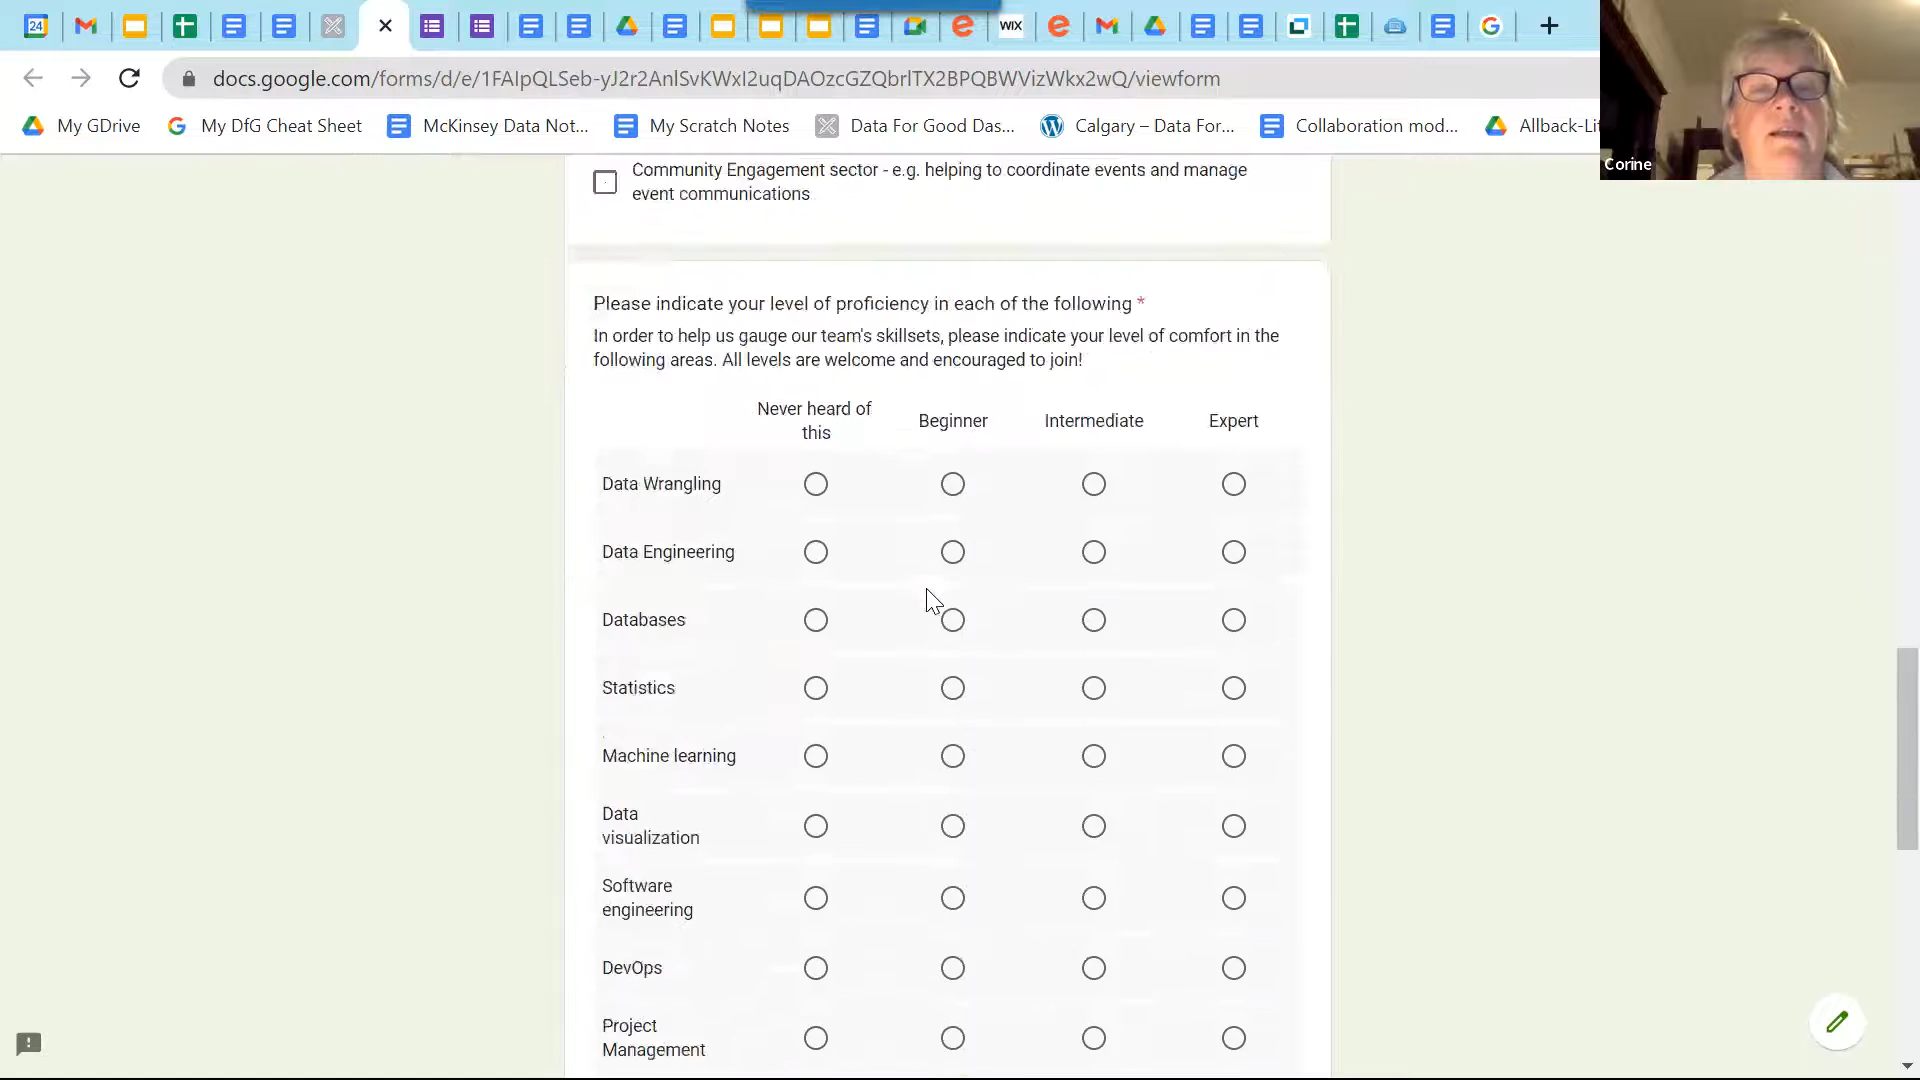 24
WIX
docs.google.com/forms/d/e/1FAIpQLSeb-yJ2r2AnlSvKWxI2uqDAOzcGZQbrlTX2BPQBWVizWkx2wQ/viewform
My GDrive My DfG Cheat Sheet McKinsey Data Not... My Scratch Notes Data For Good Das... Calgary – Data For... Collaboration mod... Allback-Lit
Corine
Community Engagement sector - e.g. helping to coordinate events and manage
event communications
Please indicate your level of proficiency in each of the following *
In order to help us gauge our team's skillsets, please indicate your level of comfort in the
following areas. All levels are welcome and encouraged to join!
Never heard of
this
Beginner Intermediate Expert
Data Wrangling
Data Engineering
Databases
Statistics
Machine learning
Data
visualization
Software
engineering
DevOps
Project
Management